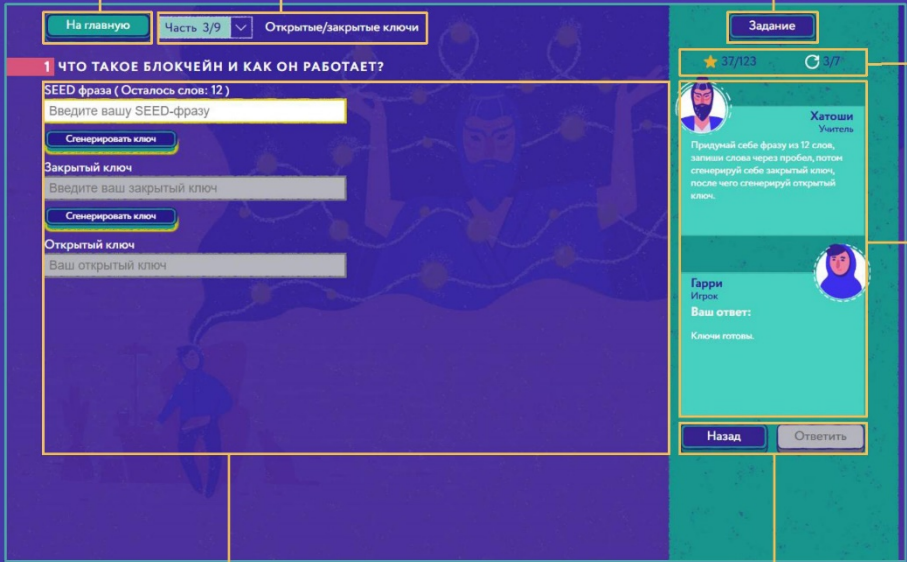 На главную
Часть 3/9
Открытые/закрытые ключи
Задание
1 ЧТО ТАКОЕ БЛОКЧЕЙН И КАК ОН РАБОТАЕТ?
37/123
3/7
SEED фраза ( Осталось слов: 12 )
Введите вашу SEED-фразу
Сгенерировать ключ
Закрытый ключ
Введите ваш закрытый ключ
Сгенерировать ключ
Открытый ключ
Ваш открытый ключ
Хатоши
Учитель
Придумай себе фразу из 12 слов,
запиши слова через пробел, потом
сгенерируй себе закрытый ключ,
после чего сгенерируй открытый
ключ.
Гарри
Игрок
Ваш ответ:
Ключи готовы.
Назад
Ответить